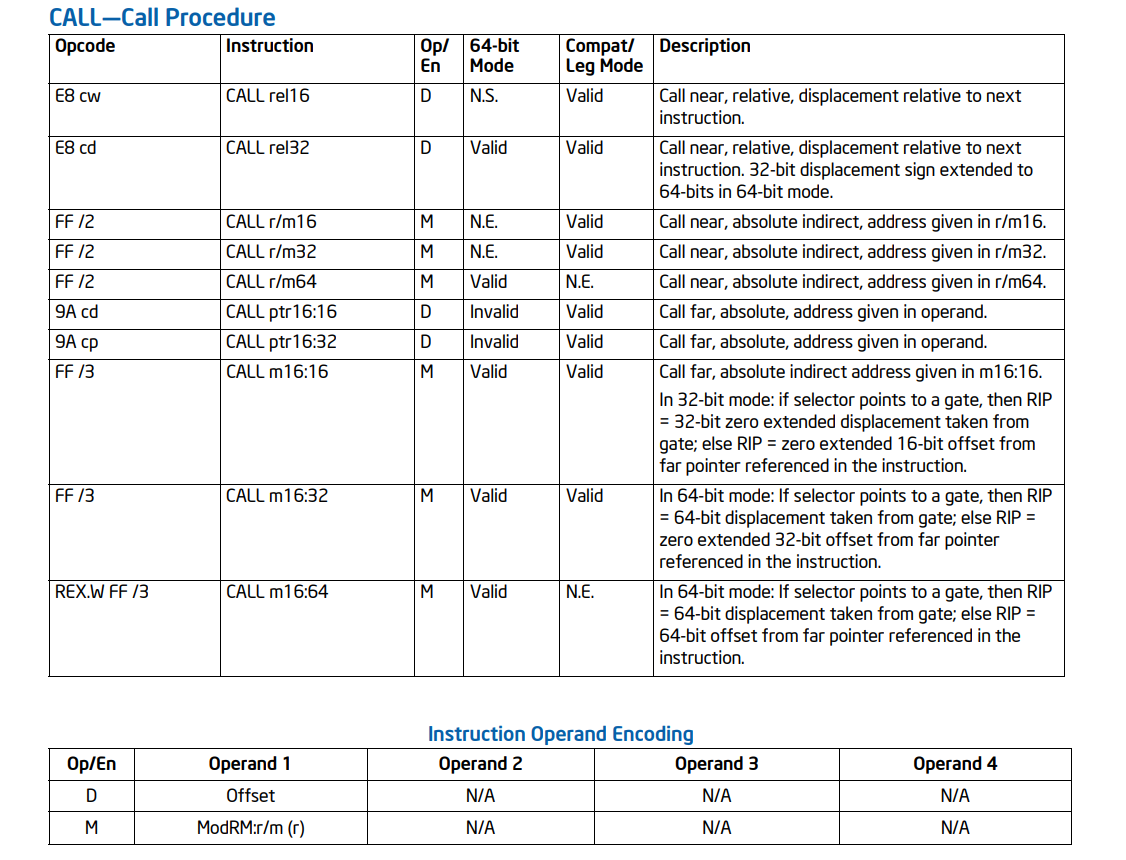 CALL—Call Procedure
Opcode Instruction Op/ 64-bit Compat/ Description
En Mode Leg Mode
E8 cw CALL rel16 D N.S. Valid Call near, relative, displacement relative to next
instruction.
E8 cd CALL rel32 D Valid Valid Call near, relative, displacement relative to next
instruction. 32-bit displacement sign extended to
64-bits in 64-bit mode.
FF /2 CALL r/m16 M N.E. Valid Call near, absolute indirect, address given in r/m16.
FF /2 CALL r/m32 M N.E. Valid Call near, absolute indirect, address given in r/m32.
FF /2 CALL r/m64 M Valid N.E. Call near, absolute indirect, address given in r/m64.
9A cd CALL ptr16:16 D Invalid Valid Call far, absolute, address given in operand.
9A cp CALL ptr16:32 D Invalid Valid Call far, absolute, address given in operand.
FF /3 CALL m16:16 M Valid Valid Call far, absolute indirect address given in m16:16.
In 32-bit mode: if selector points to a gate, then RIP
= 32-bit zero extended displacement taken from
gate; else RIP = zero extended 16-bit offset from
far pointer referenced in the instruction.
FF /3 CALL m16:32 M Valid Valid In 64-bit mode: If selector points to a gate, then RIP
= 64-bit displacement taken from gate; else RIP =
zero extended 32-bit offset from far pointer
referenced in the instruction.
REX.W FF /3 CALL m16:64 M Valid N.E. In 64-bit mode: If selector points to a gate, then RIP
= 64-bit displacement taken from gate; else RIP =
64-bit offset from far pointer referenced in the
instruction.
Instruction Operand Encoding
Op/En Operand 1 Operand 2 Operand 3 Operand 4
D Offset N/A N/A N/A
M ModRM:r/m (r) N/A N/A N/A